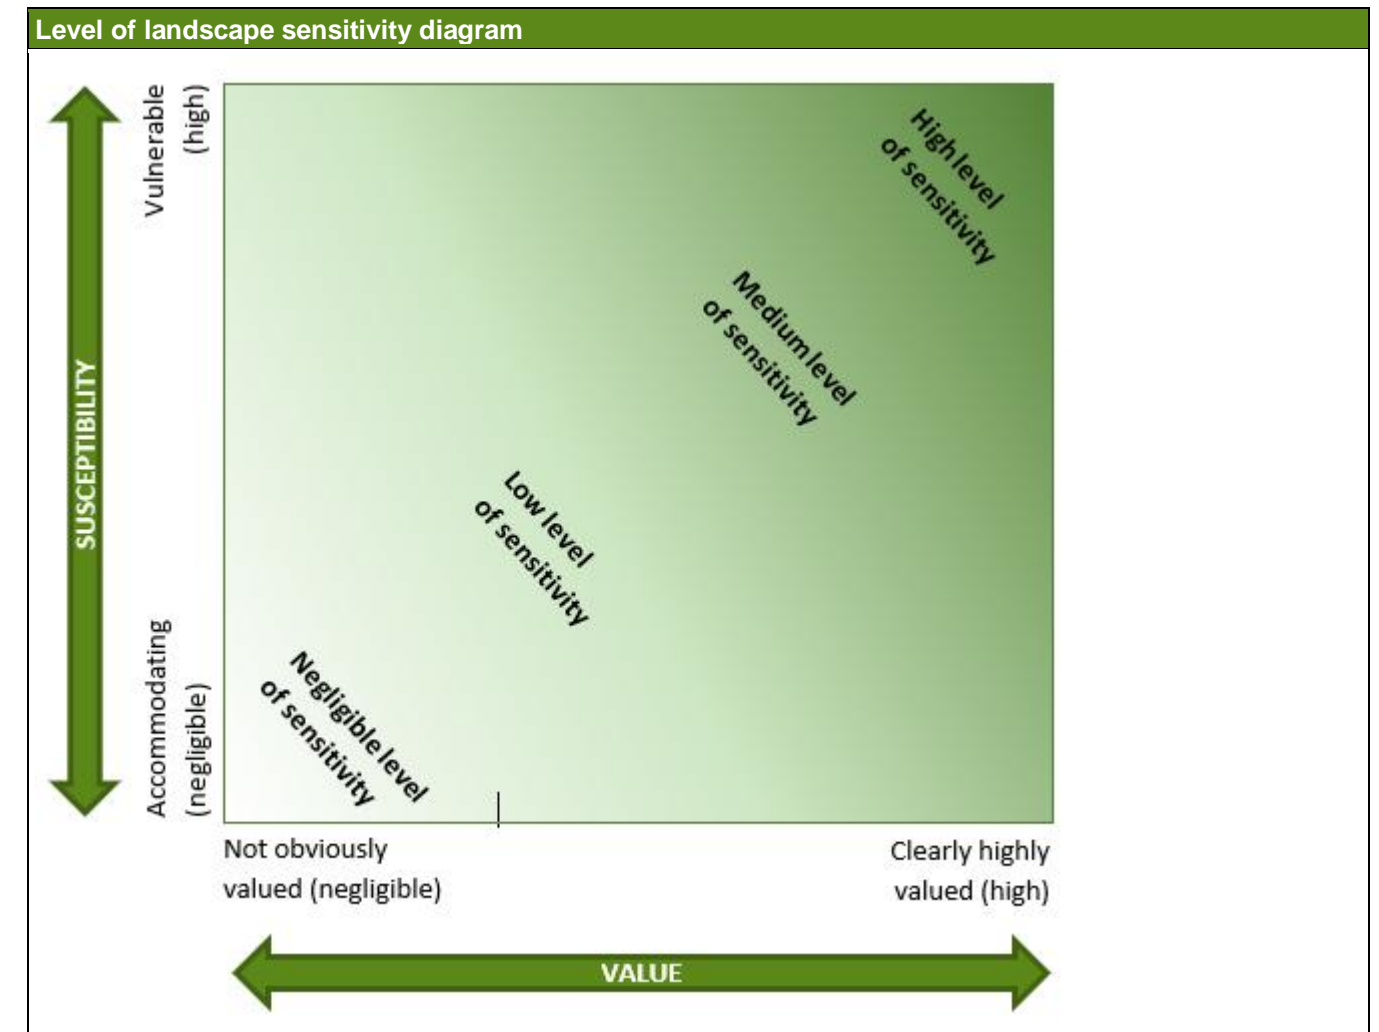 Level of landscape sensitivity diagram
SUSCEPTIBILITY
Vulnerable
(high)
Accommodating
(negligible)
High level
of sensitivity
Medium level
of sensitivity
Low level
of sensitivity
Negligible level
of sensitivity
Not obviously
valued (negligible)
Clearly highly
valued (high)
VALUE